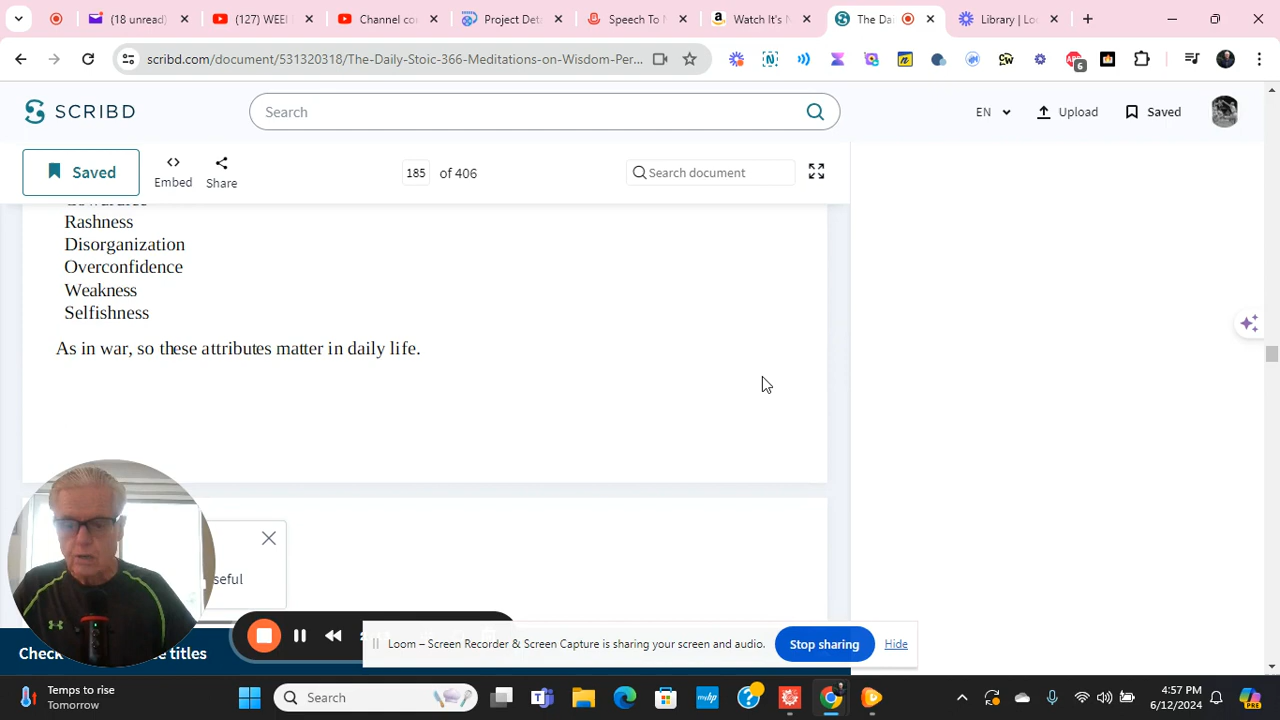 (18 unread)
(127) WEE
Channel co
Project Det
Speech To N
Watch It's M
The Da
Library | Lo
scribd.com/document/531320318/The-Daily-Stoic-366-Meditations-on-Wisdom-Per...
6
SCRIBD
Search
EN
Upload
Saved
Saved
Embed
Share
185 of 406
Search document
Rashness
Disorganization
Overconfidence
Weakness
Selfishness
As in war, so these attributes matter in daily life.
seful
Loom – Screen Recorder & Screen Capture is sharing your screen and audio.
Stop sharing
Hide
Check
titles
Temps to rise
Tomorrow
Search
myhp
4:57 PM
6/12/2024
PRE